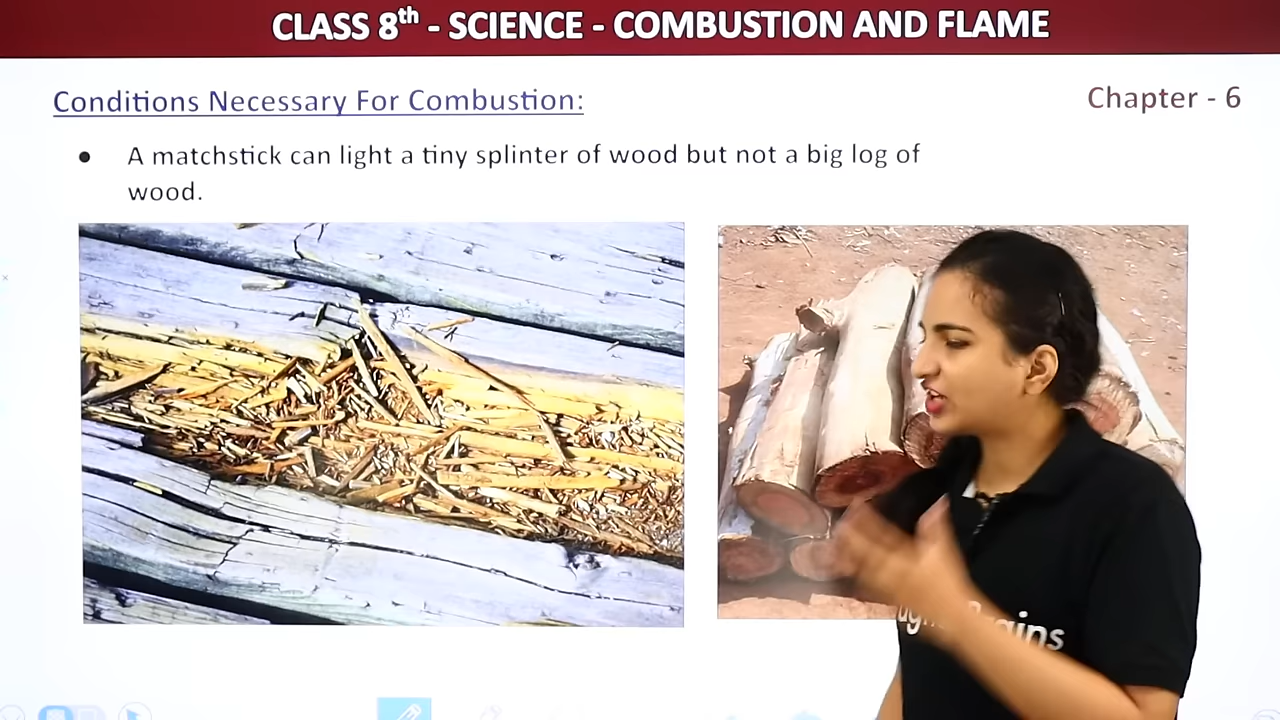 CLASS 8th - SCIENCE - COMBUSTION AND FLAME
Conditions Necessary For Combustion:
Chapter - 6
● A matchstick can light a tiny splinter of wood but not a big log of
wood.